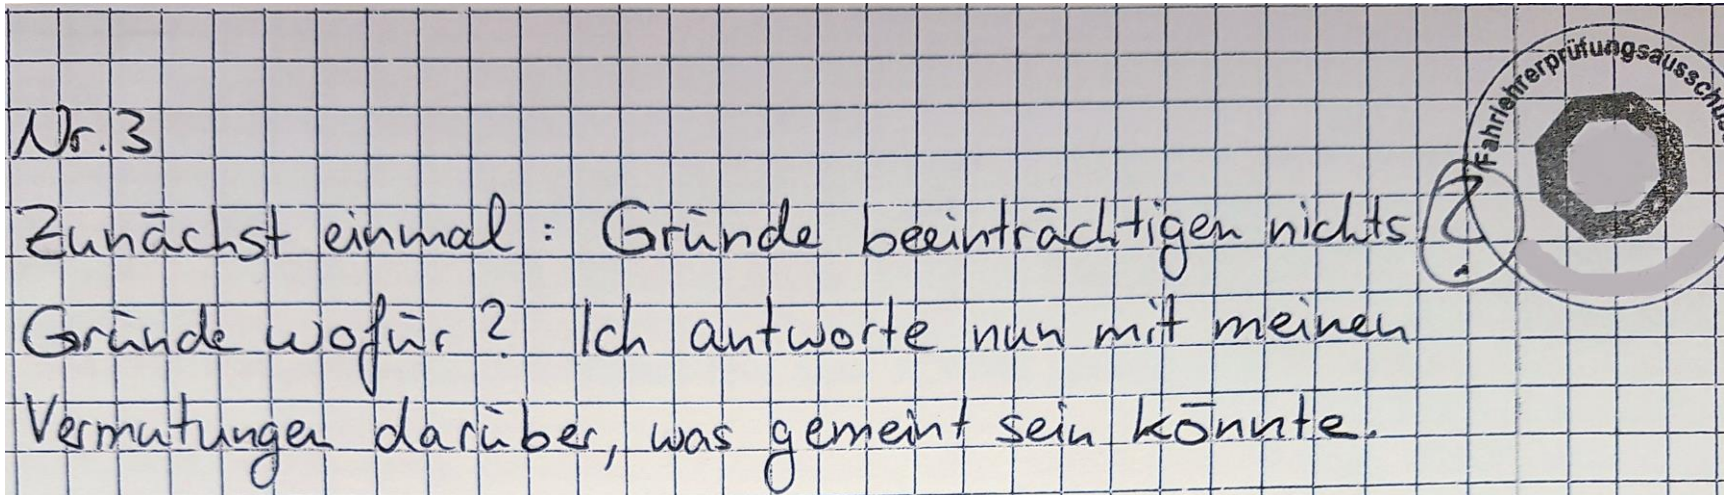 Fahrlehrerprüfungsausschus
Nr. 3
Zunächst einmal: Gründe beeinträchtigen nichts ?
Gründe wofür? Ich antworte nun mit meinen
Vermutungen darüber, was gemeint sein könnte.